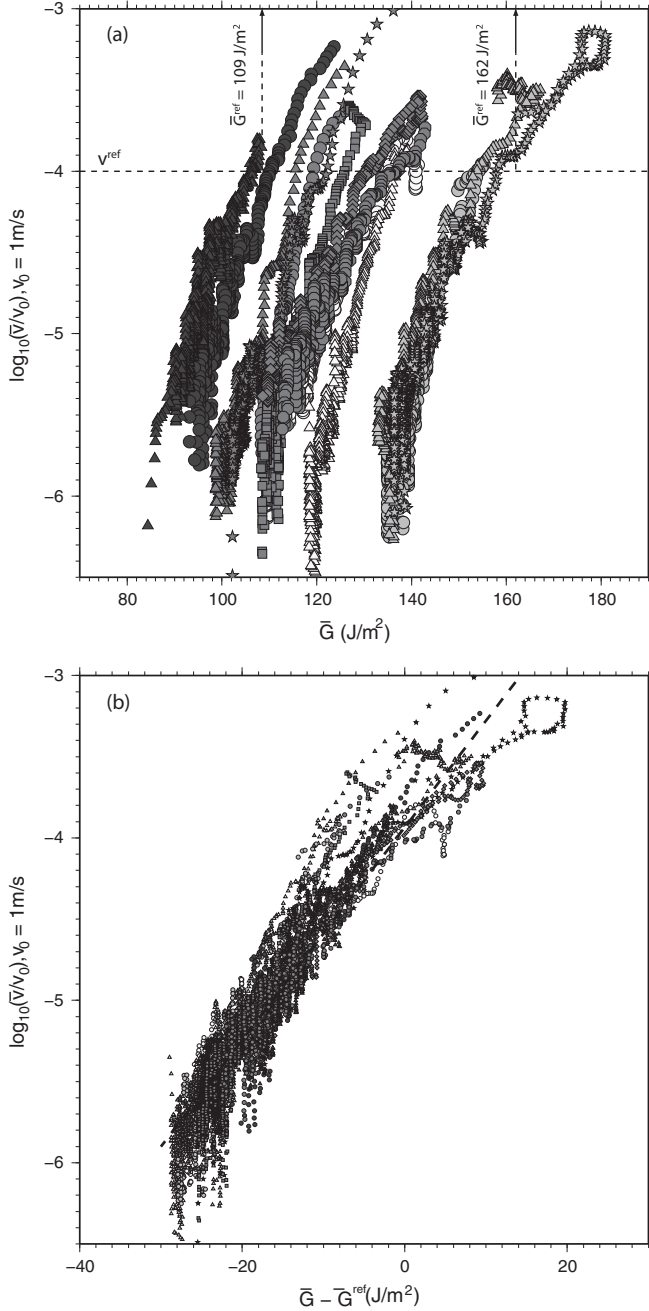 -3
(a)
Ḡref = 109 J/m2
Ḡref = 162 J/m2
vref
-4
-5
-6
log10(v̄/v0), v0 = 1m/s
80 100 120 140 160 180
Ḡ (J/m2)
-3
(b)
-4
-5
-6
log10(v̄/v0), v0 = 1m/s
-40 -20 0 20
Ḡ − Ḡref(J/m2)